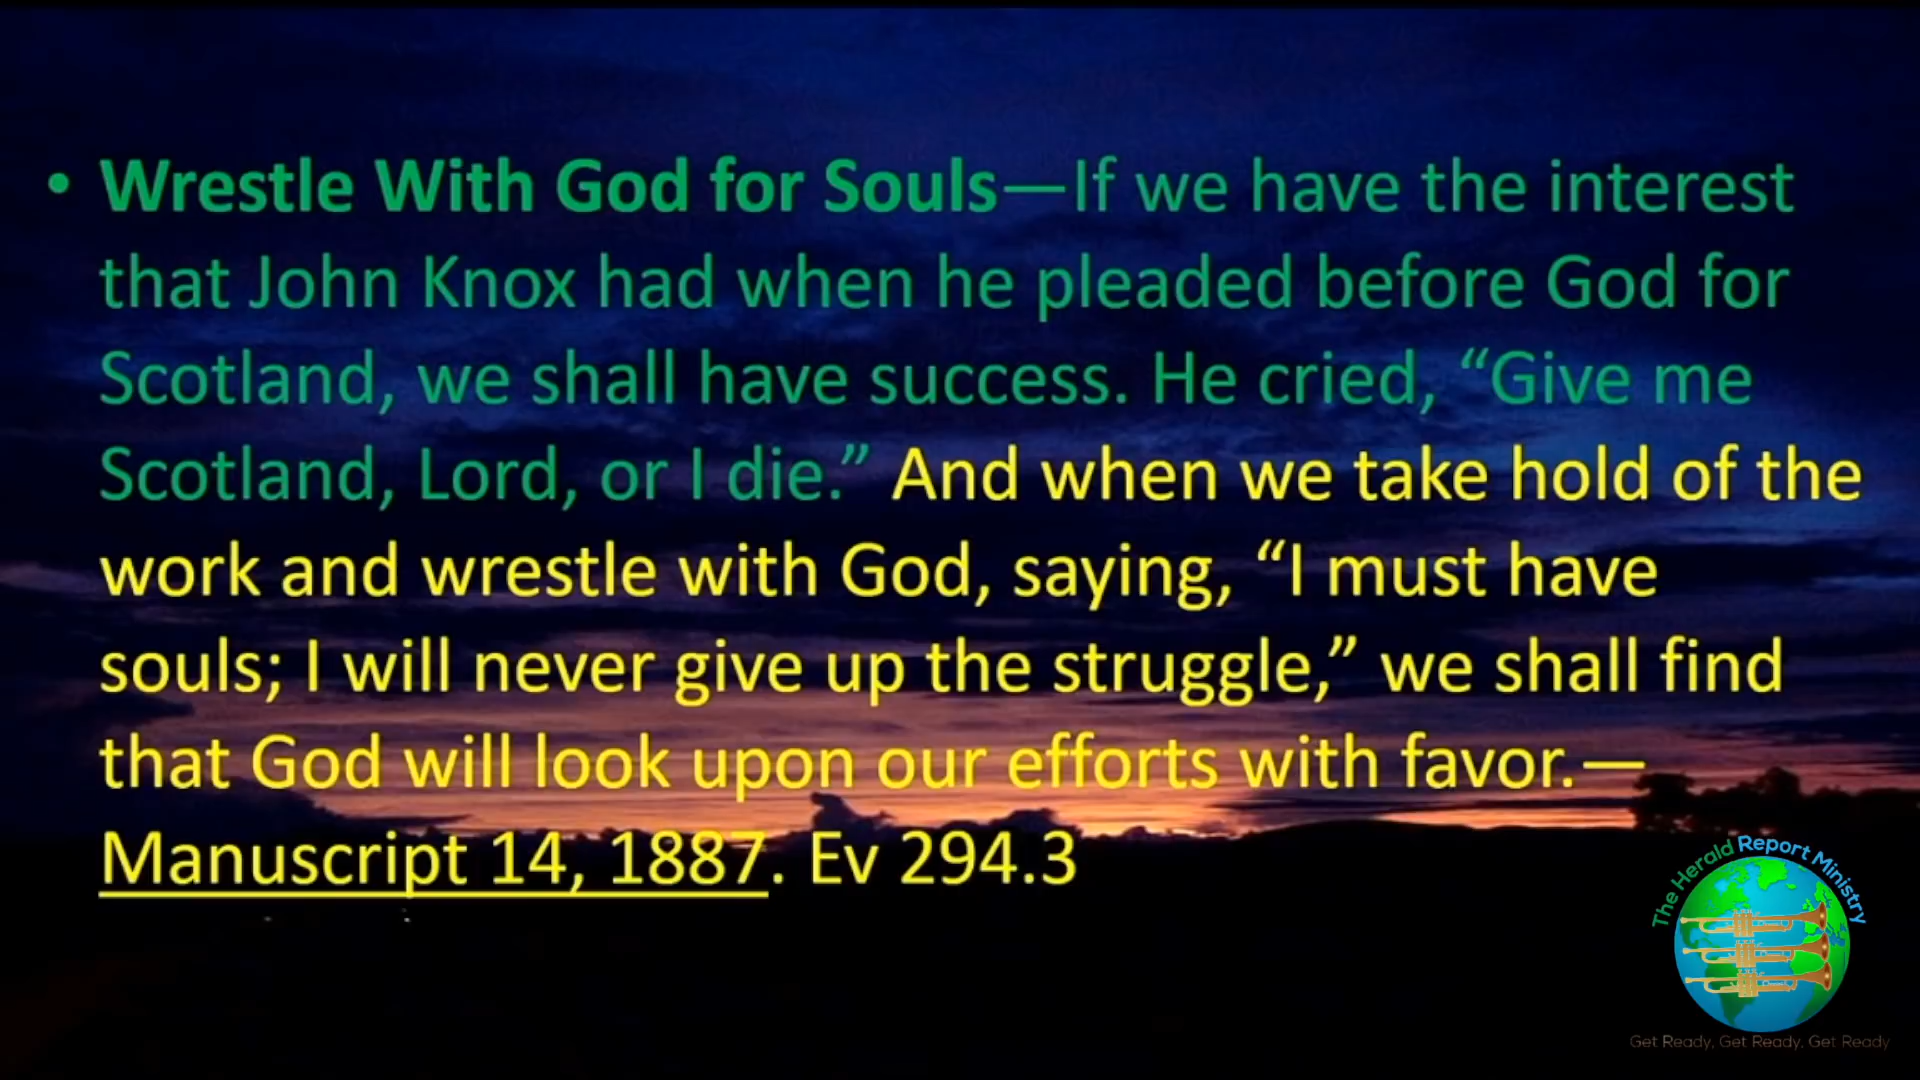 • Wrestle With God for Souls—If we have the interest
that John Knox had when he pleaded before God for
Scotland, we shall have success. He cried, “Give me
Scotland, Lord, or I die.” And when we take hold of the
work and wrestle with God, saying, “I must have
souls; I will never give up the struggle,” we shall find
that God will look upon our efforts with favor.—
Manuscript 14, 1887. Ev 294.3
The Herald Report Ministry
Get Ready, Get Ready, Get Ready